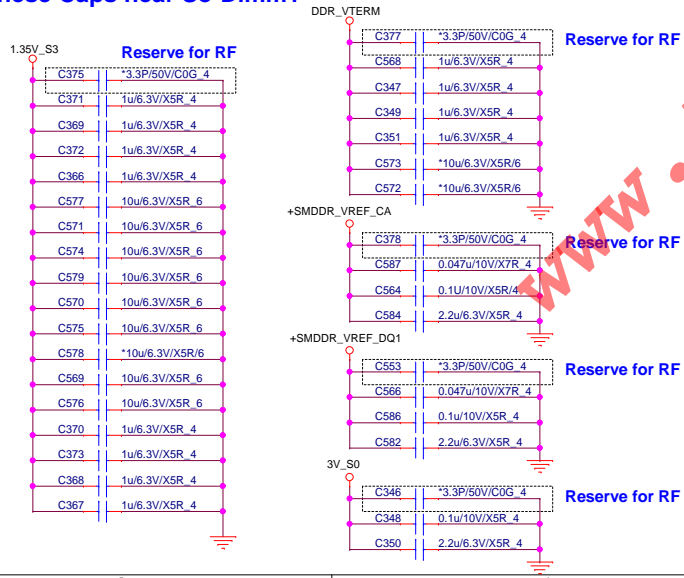 hese Caps near So-Dimm1
1.35V_S3
Reserve for RF
C375 *3.3P/50V/C0G_4
C371 1u/6.3V/X5R_4
C369 1u/6.3V/X5R_4
C372 1u/6.3V/X5R_4
C366 1u/6.3V/X5R_4
C577 10u/6.3V/X5R_6
C571 10u/6.3V/X5R_6
C574 10u/6.3V/X5R_6
C579 10u/6.3V/X5R_6
C570 10u/6.3V/X5R_6
C575 10u/6.3V/X5R_6
C578 *10u/6.3V/X5R/6
C569 10u/6.3V/X5R_6
C576 10u/6.3V/X5R_6
C370 1u/6.3V/X5R_4
C373 1u/6.3V/X5R_4
C368 1u/6.3V/X5R_4
C367 1u/6.3V/X5R_4
DDR_VTERM
C377 *3.3P/50V/C0G_4 Reserve for RF
C568 1u/6.3V/X5R_4
C347 1u/6.3V/X5R_4
C349 1u/6.3V/X5R_4
C351 1u/6.3V/X5R_4
C573 *10u/6.3V/X5R/6
C572 *10u/6.3V/X5R/6
+SMDDR_VREF_CA
C378 *3.3P/50V/C0G_4 Reserve for RF
C587 0.047u/10V/X7R_4
C564 0.1U/10V/X5R/4
C584 2.2u/6.3V/X5R_4
+SMDDR_VREF_DQ1
C553 *3.3P/50V/C0G_4 Reserve for RF
C566 0.047u/10V/X7R_4
C586 0.1u/10V/X5R_4
C582 2.2u/6.3V/X5R_4
3V_S0
C346 *3.3P/50V/C0G_4 Reserve for RF
C348 0.1u/10V/X5R_4
C350 2.2u/6.3V/X5R_4
www.